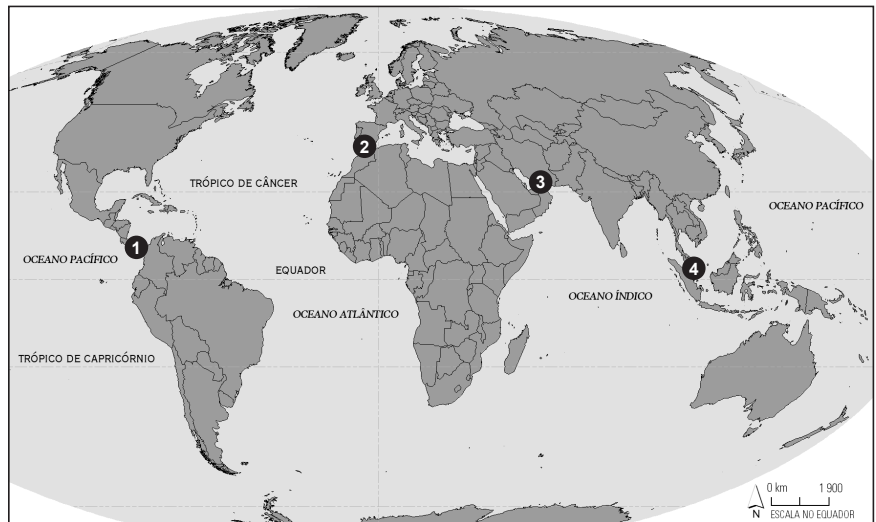 TRÓPICO DE CÂNCER
OCEANO PACÍFICO
2
3
1
OCEANO PACÍFICO
EQUADOR
4
OCEANO ÍNDICO
OCEANO ATLÂNTICO
TRÓPICO DE CAPRICÓRNIO
0 km 1 900
N ESCALA NO EQUADOR